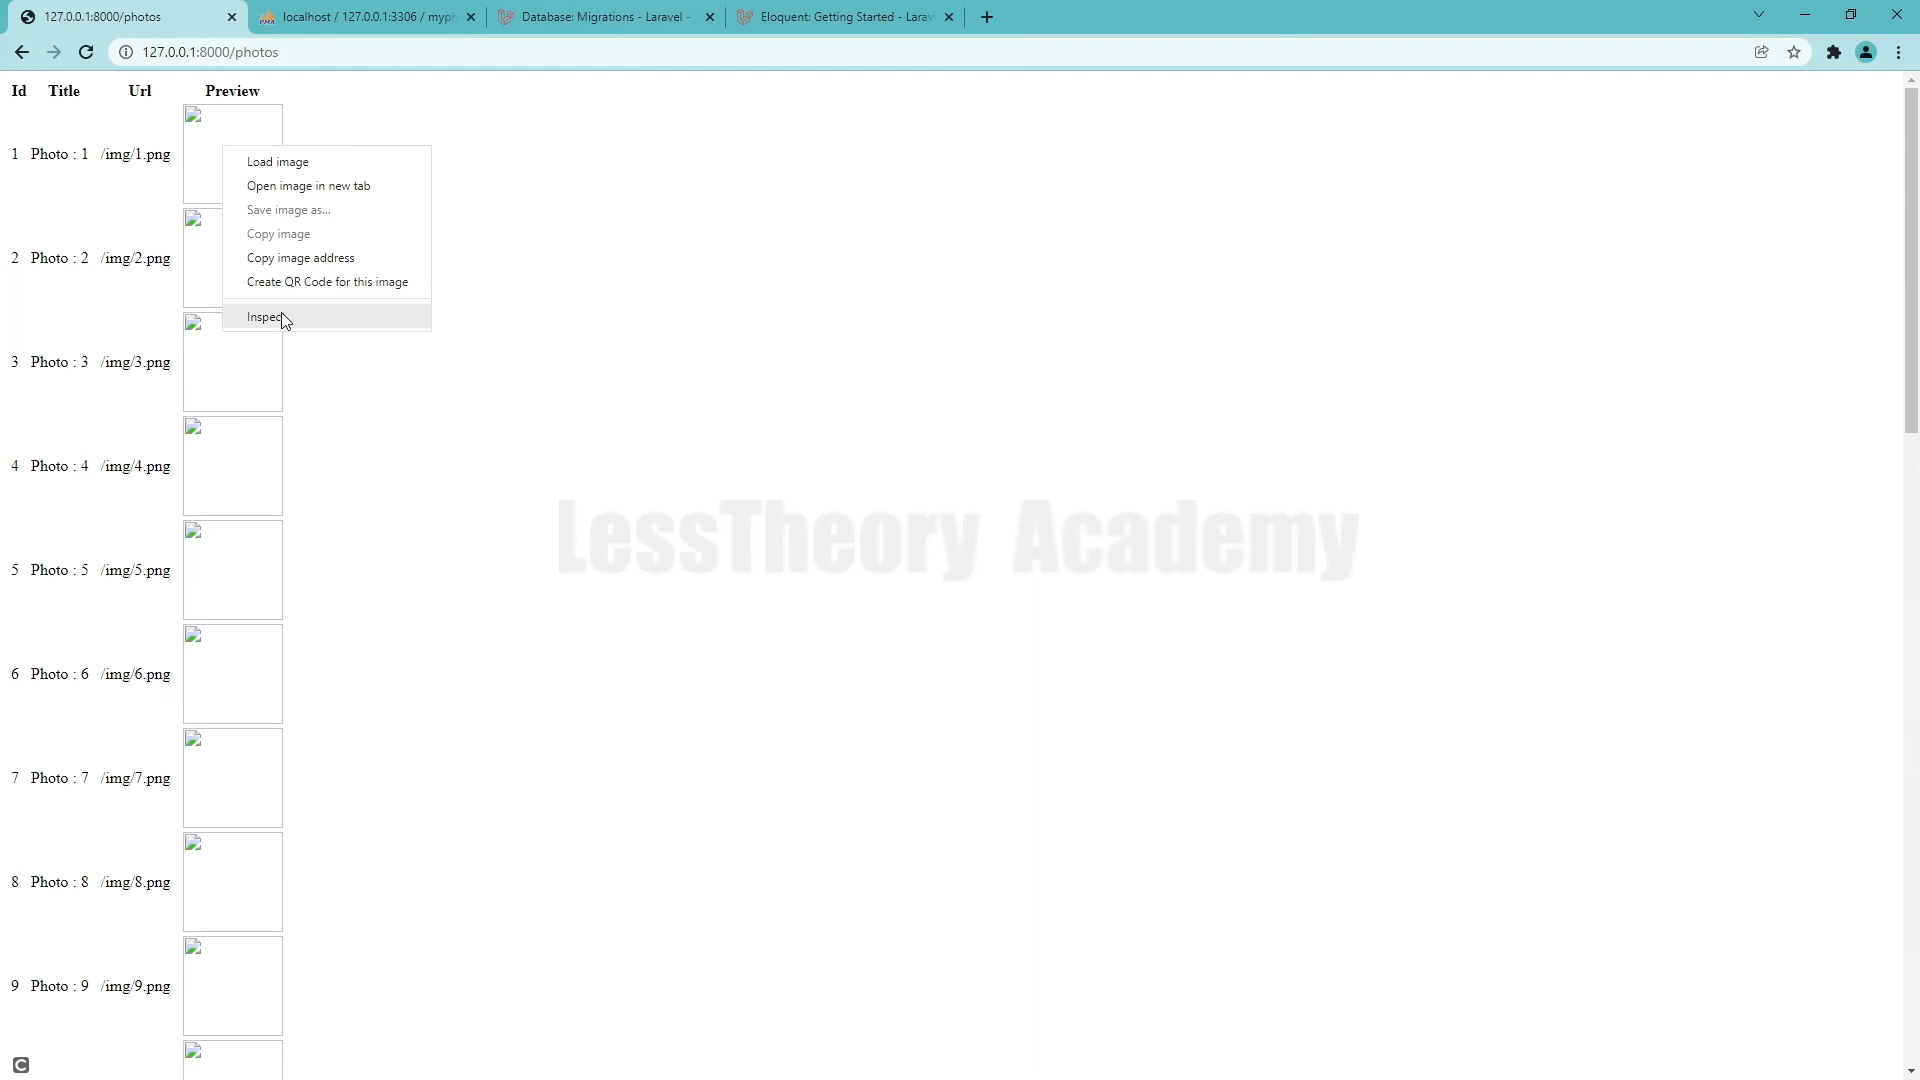 127.0.0.1:8000/photos
localhost / 127.0.0.1:3306 / myph
Database: Migrations - Laravel -
Eloquent: Getting Started - Larav
127.0.0.1:8000/photos
Id Title Url Preview
1 Photo : 1 /img/1.png
Load image
Open image in new tab
Save image as...
Copy image
2 Photo : 2 /img/2.png
Copy image address
Create QR Code for this image
Inspec
3 Photo : 3 /img/3.png
4 Photo : 4 /img/4.png
LessTheory Academy
5 Photo : 5 /img/5.png
6 Photo : 6 /img/6.png
7 Photo : 7 /img/7.png
8 Photo : 8 /img/8.png
9 Photo : 9 /img/9.png
C